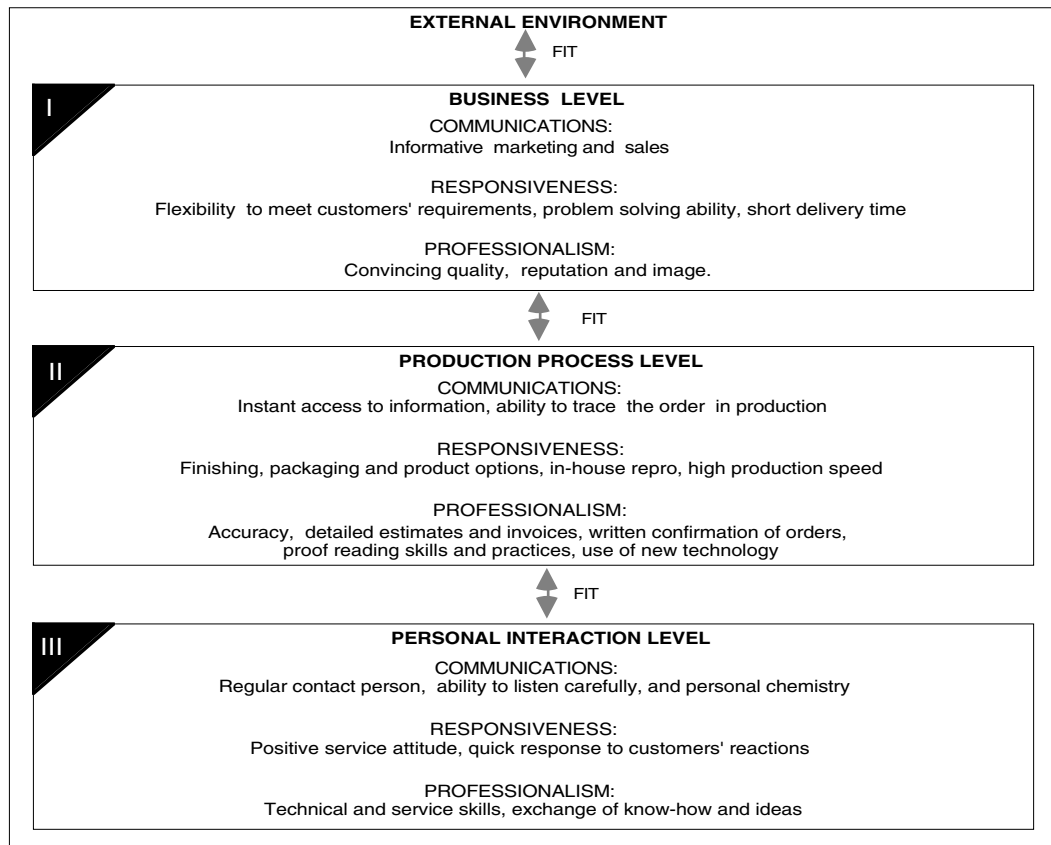 EXTERNAL ENVIRONMENT
FIT
I
BUSINESS LEVEL
COMMUNICATIONS:
Informative marketing and sales
RESPONSIVENESS:
Flexibility to meet customers' requirements, problem solving ability, short delivery time
PROFESSIONALISM:
Convincing quality, reputation and image.
FIT
II
PRODUCTION PROCESS LEVEL
COMMUNICATIONS:
Instant access to information, ability to trace the order in production
RESPONSIVENESS:
Finishing, packaging and product options, in-house repro, high production speed
PROFESSIONALISM:
Accuracy, detailed estimates and invoices, written confirmation of orders,
proof reading skills and practices, use of new technology
FIT
III
PERSONAL INTERACTION LEVEL
COMMUNICATIONS:
Regular contact person, ability to listen carefully, and personal chemistry
RESPONSIVENESS:
Positive service attitude, quick response to customers' reactions
PROFESSIONALISM:
Technical and service skills, exchange of know-how and ideas